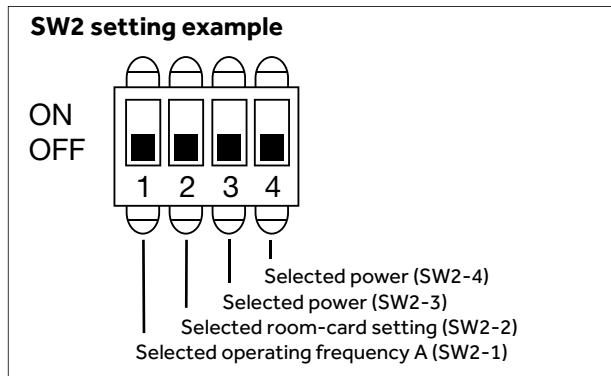 SW2 setting example
ON
OFF
1 2 3 4
Selected power (SW2-4)
Selected power (SW2-3)
Selected room-card setting (SW2-2)
Selected operating frequency A (SW2-1)